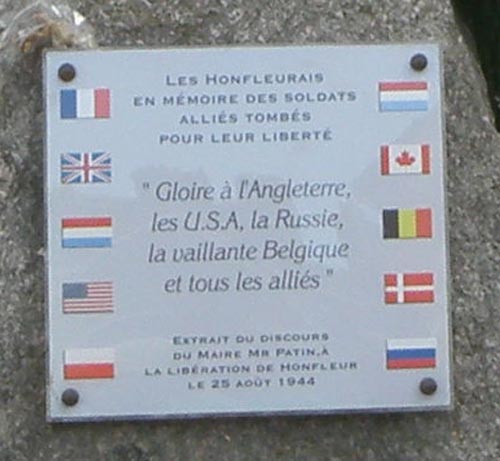 LES HONFLEURAIS
EN MÉMOIRE DES SOLDATS
ALLIÉS TOMBÉS
POUR LEUR LIBERTÉ
" Gloire à l'Angleterre,
les U.S.A, la Russie,
la vaillante Belgique
et tous les alliés "
EXTRAIT DU DISCOURS
DU MAIRE MR PATIN,À
LA LIBÉRATION DE HONFLEUR
LE 25 AOÛT 1944